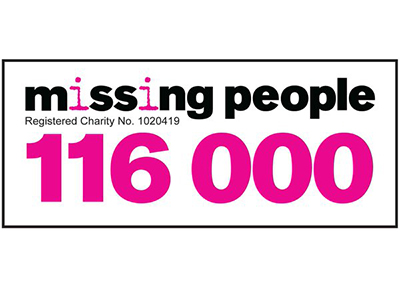 missing people
Registered Charity No. 1020419
116 000